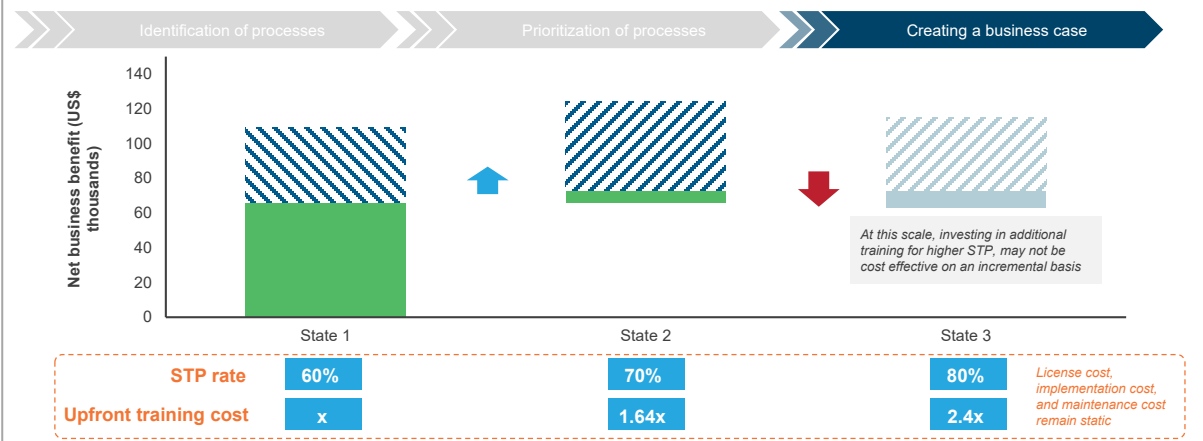 Identification of processes
Prioritization of processes
Creating a business case
Net business benefit (US$
thousands)
140
120
100
80
60
40
20
0
At this scale, investing in additional
training for higher STP, may not be
cost effective on an incremental basis
State 1
State 2
State 3
STP rate
60%
70%
80%
Upfront training cost
x
1.64x
2.4x
License cost,
implementation cost,
and maintenance cost
remain static